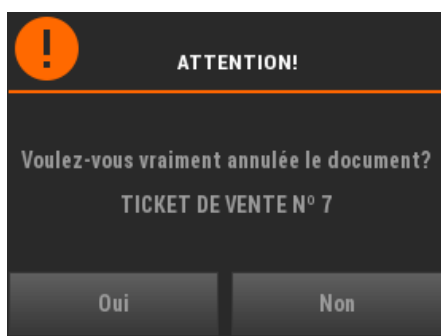 !
ATTENTION!
Voulez-vous vraiment annulée le document?
TICKET DE VENTE Nº 7
Oui
Non